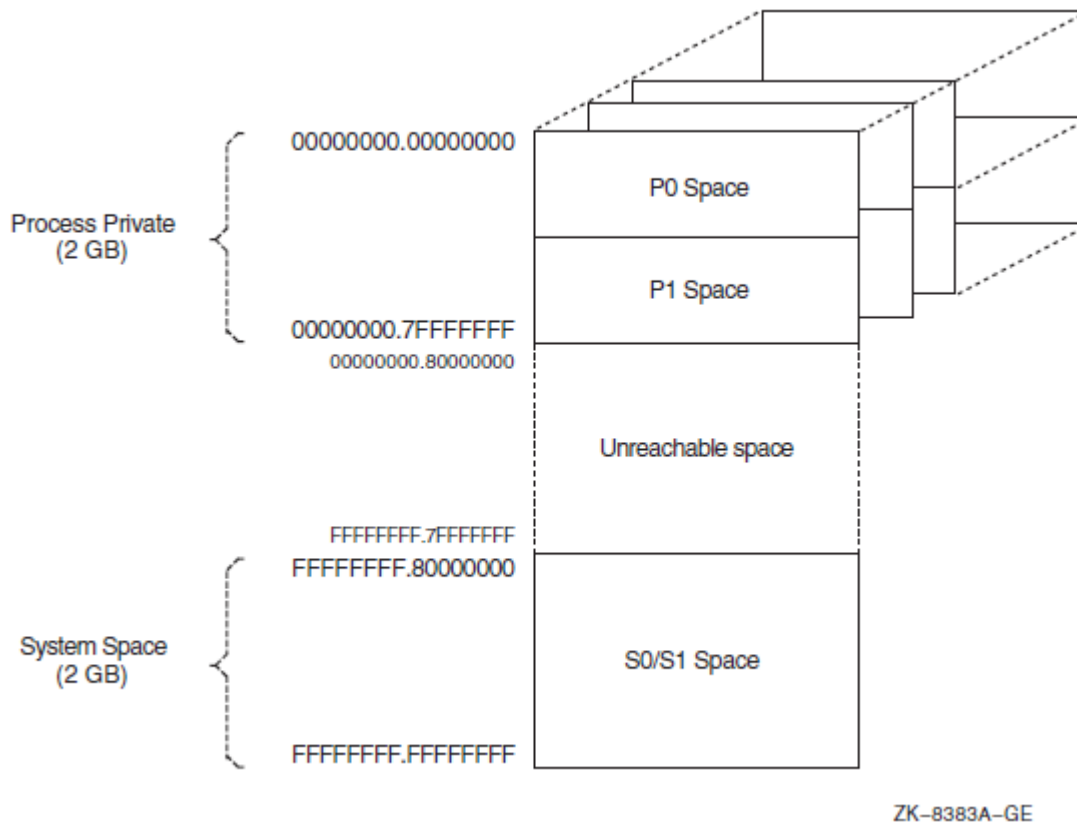 00000000.00000000
P0 Space
Process Private
(2 GB)
P1 Space
00000000.7FFFFFFF
00000000.80000000
Unreachable space
FFFFFFFF.7FFFFFFF
FFFFFFFF.80000000
System Space
(2 GB)
S0/S1 Space
FFFFFFFF.FFFFFFFF
ZK–8383A–GE